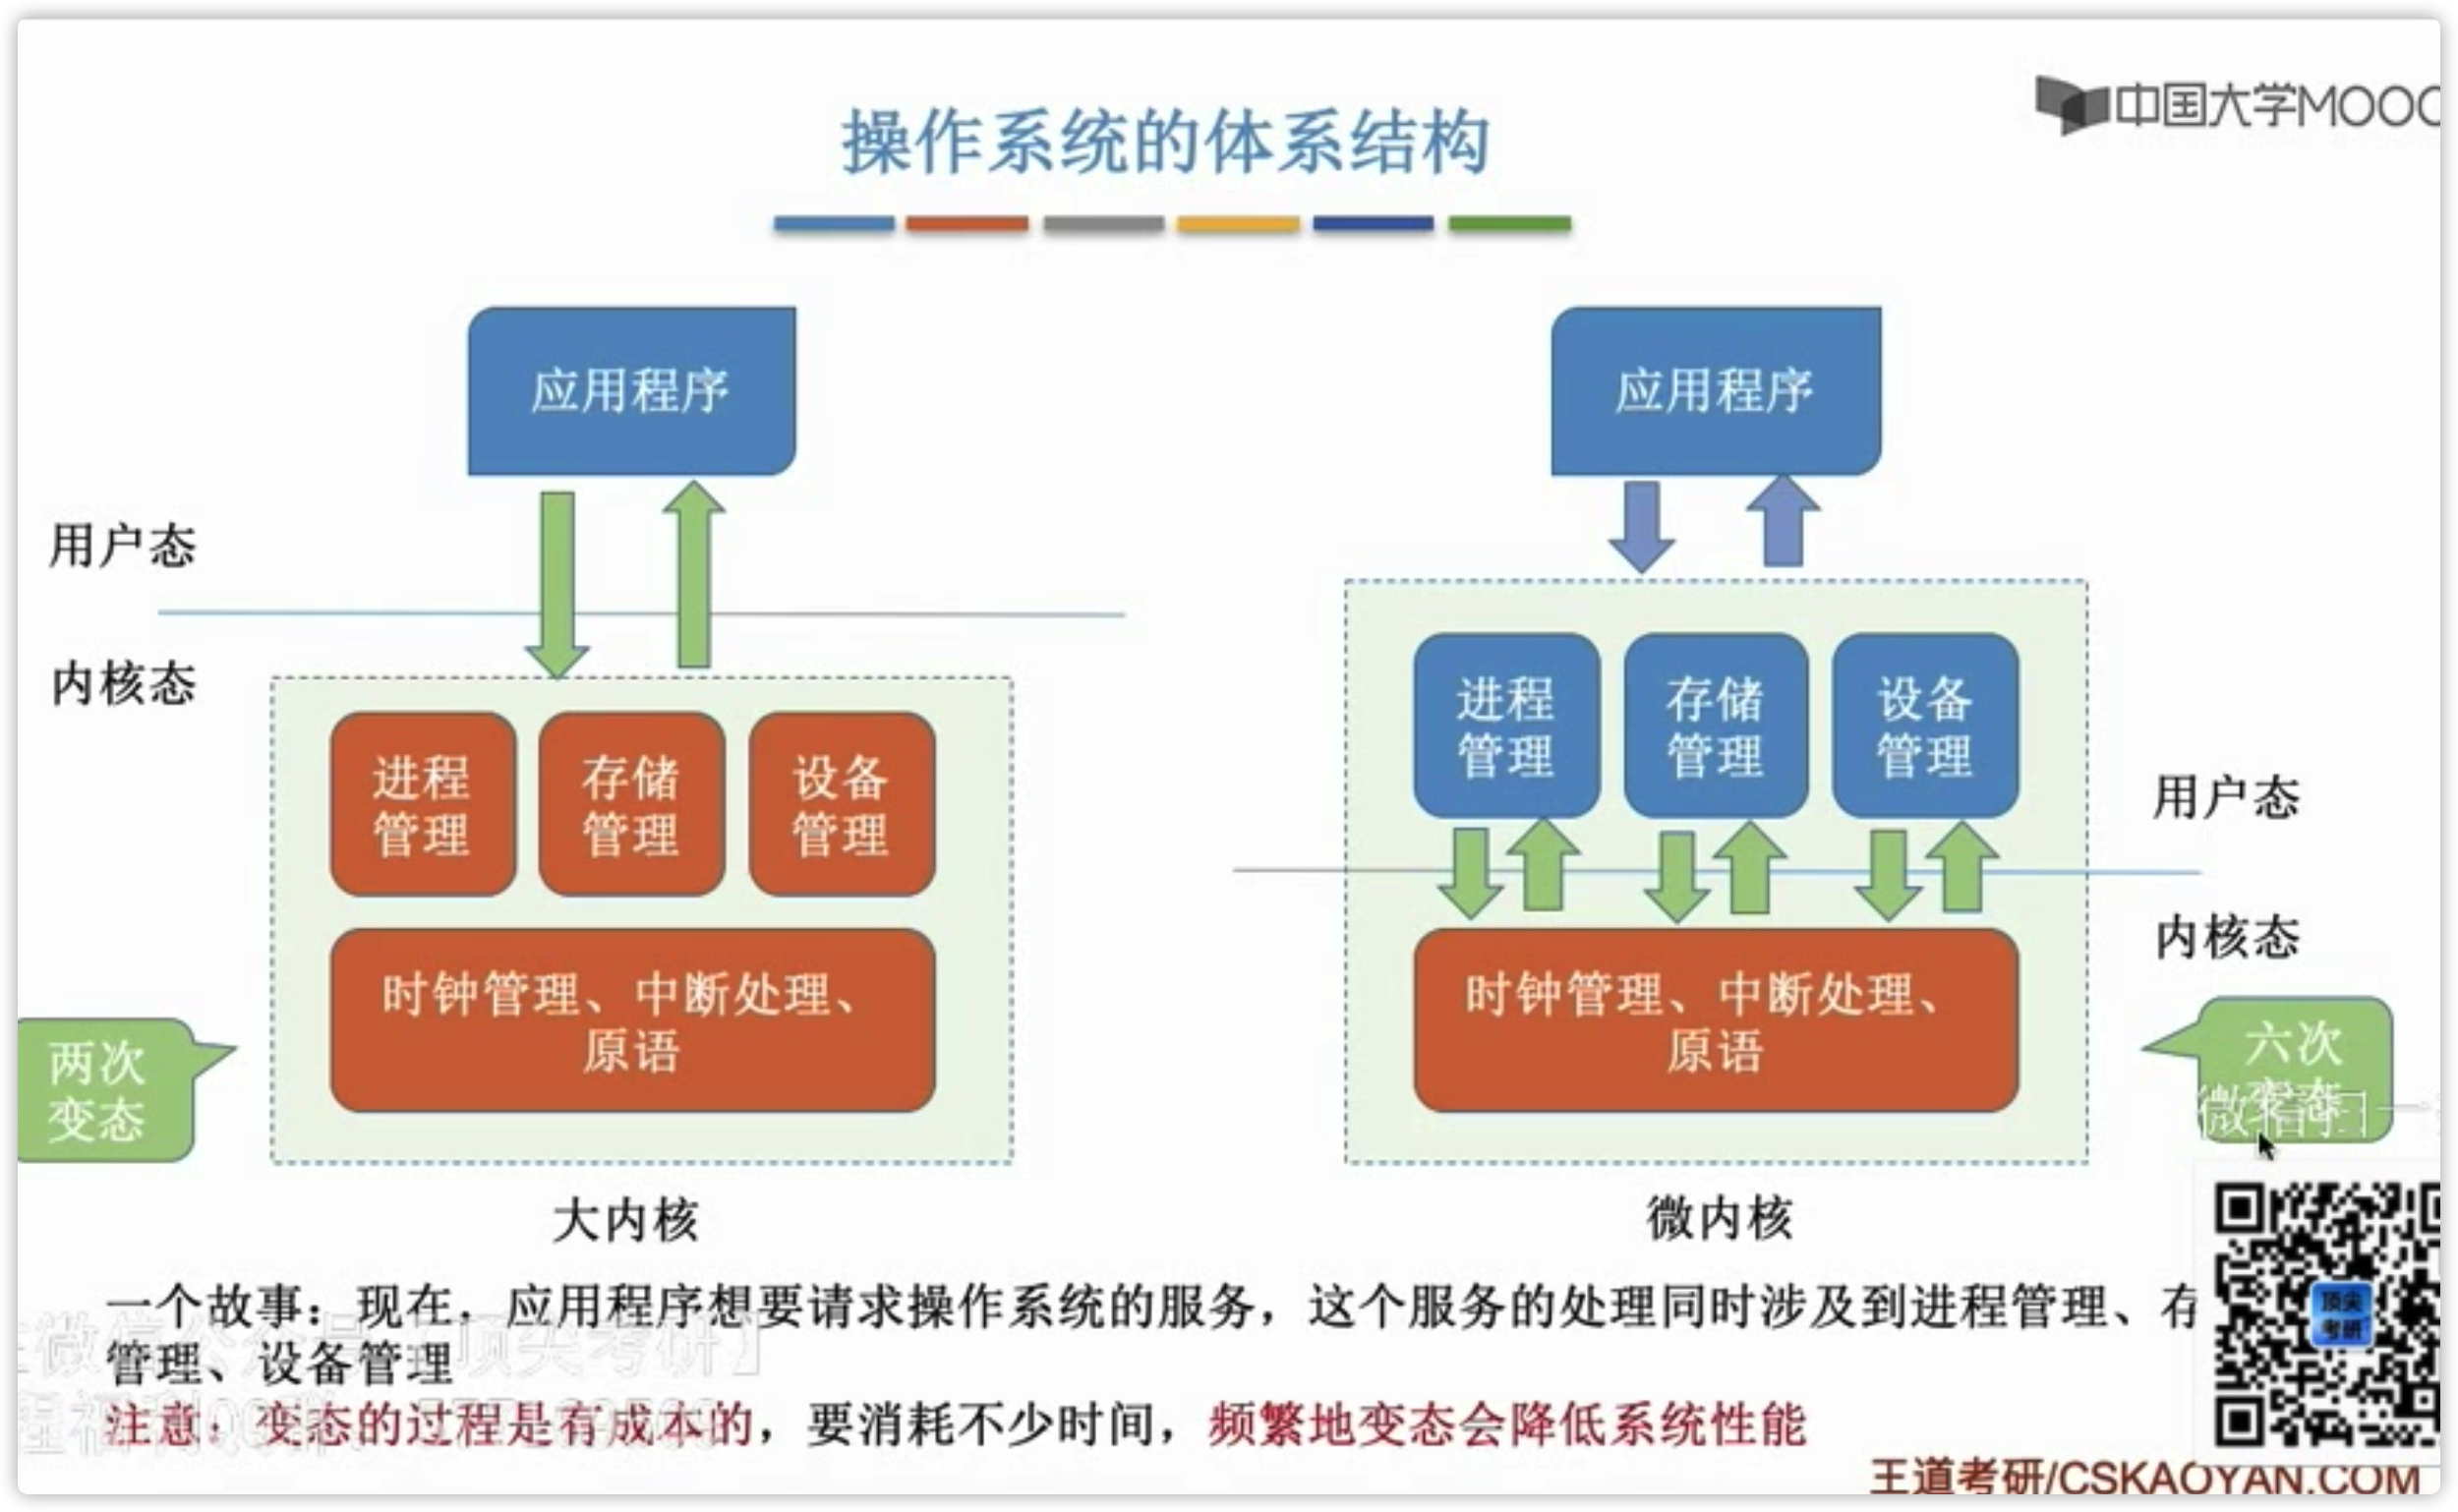 中国大学MOOC
操作系统的体系结构
应用程序
用户态
内核态
进程
管理
存储
管理
设备
管理
时钟管理、中断处理、
原语
两次
变态
大内核
应用程序
进程
管理
存储
管理
设备
管理
用户态
内核态
时钟管理、中断处理、
原语
六次
变态
微内核
一个故事：现在，应用程序想要请求操作系统的服务，这个服务的处理同时涉及到进程管理、存
管理、设备管理
注意：变态的过程是有成本的，要消耗不少时间，频繁地变态会降低系统性能
顶尖
考研
王道考研/CSKAOYAN.COM